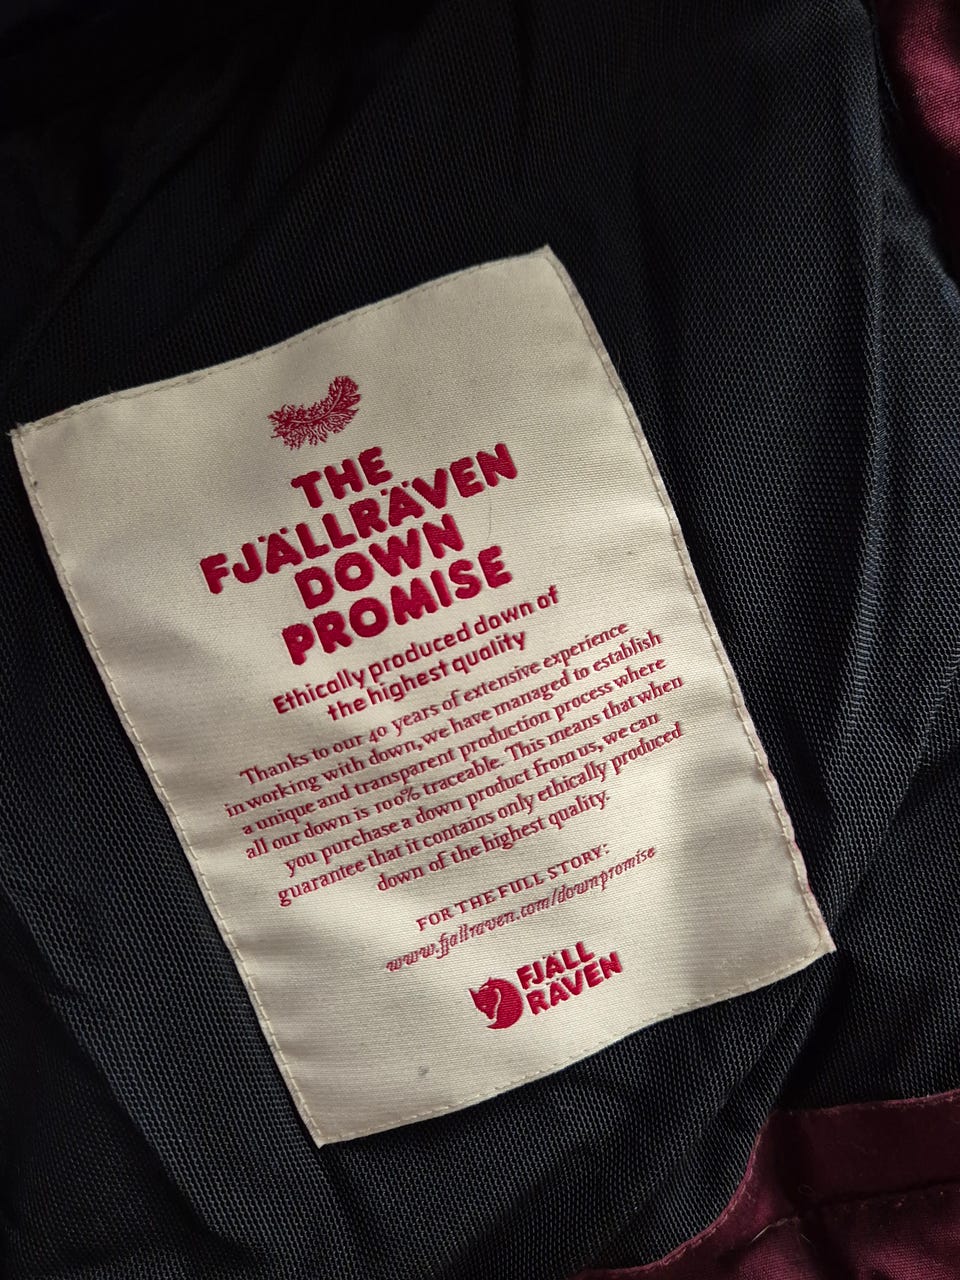 THE
FJÄLLRÄVEN
DOWN
PROMISE
Ethically produced down of
the highest quality
Thanks to our 40 years of extensive experience
in working with down, we have managed to establish
a unique and transparent production process where
all our down is 100% traceable. This means that when
you purchase a down product from us, we can
guarantee that it contains only ethically produced
down of the highest quality.
FOR THE FULL STORY:
www.fjallraven.com/downpromise
FJÄLL
RÄVEN